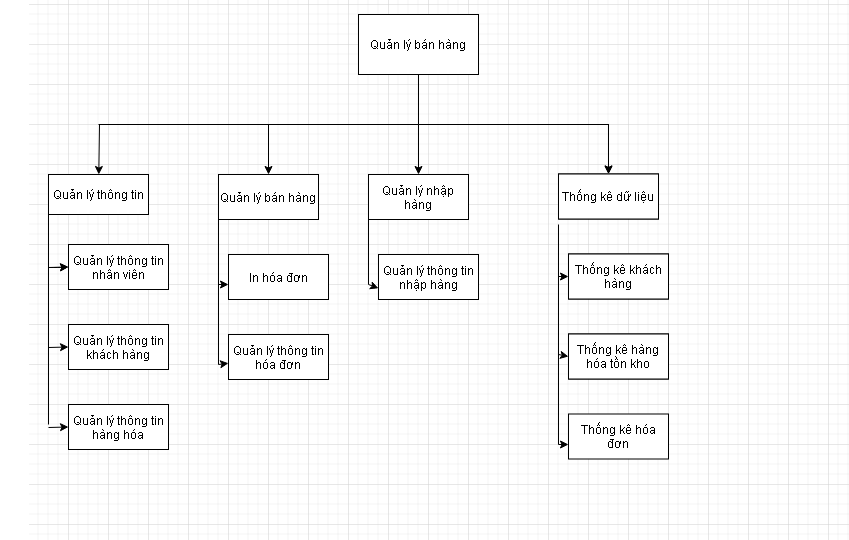 Quản lý bán hàng
Quản lý thông tin
Quản lý bán hàng
Quản lý nhập
hàng
Thống kê dữ liệu
Quản lý thông tin
nhân viên
Quản lý thông tin
khách hàng
Quản lý thông tin
hàng hóa
In hóa đơn
Quản lý thông tin
hóa đơn
Quản lý thông tin
nhập hàng
Thống kê khách
hàng
Thống kê hàng
hóa tồn kho
Thống kê hóa
đơn